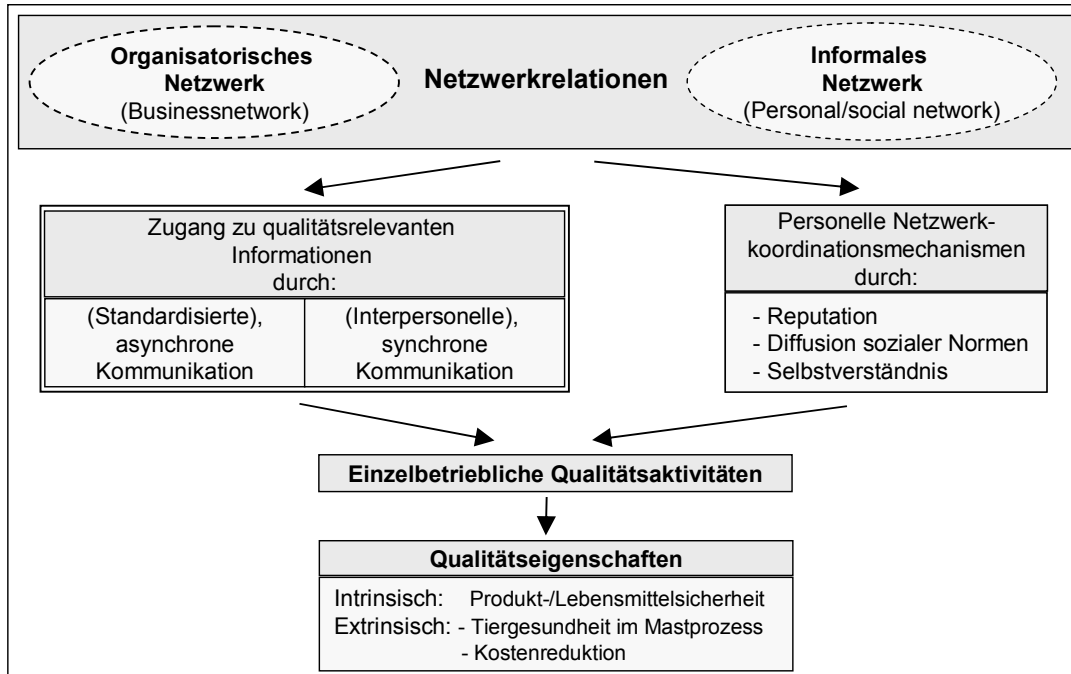 Organisatorisches
Netzwerk
(Businessnetwork)
Netzwerkrelationen
Informales
Netzwerk
(Personal/social network)
Zugang zu qualitätsrelevanten
Informationen
durch:
(Standardisierte),
asynchrone
Kommunikation
(Interpersonelle),
synchrone
Kommunikation
Personelle Netzwerk-
koordinationsmechanismen
durch:
- Reputation
- Diffusion sozialer Normen
- Selbstverständnis
Einzelbetriebliche Qualitätsaktivitäten
Qualitätseigenschaften
Intrinsisch: Produkt-/Lebensmittelsicherheit
Extrinsisch: - Tiergesundheit im Mastprozess
- Kostenreduktion